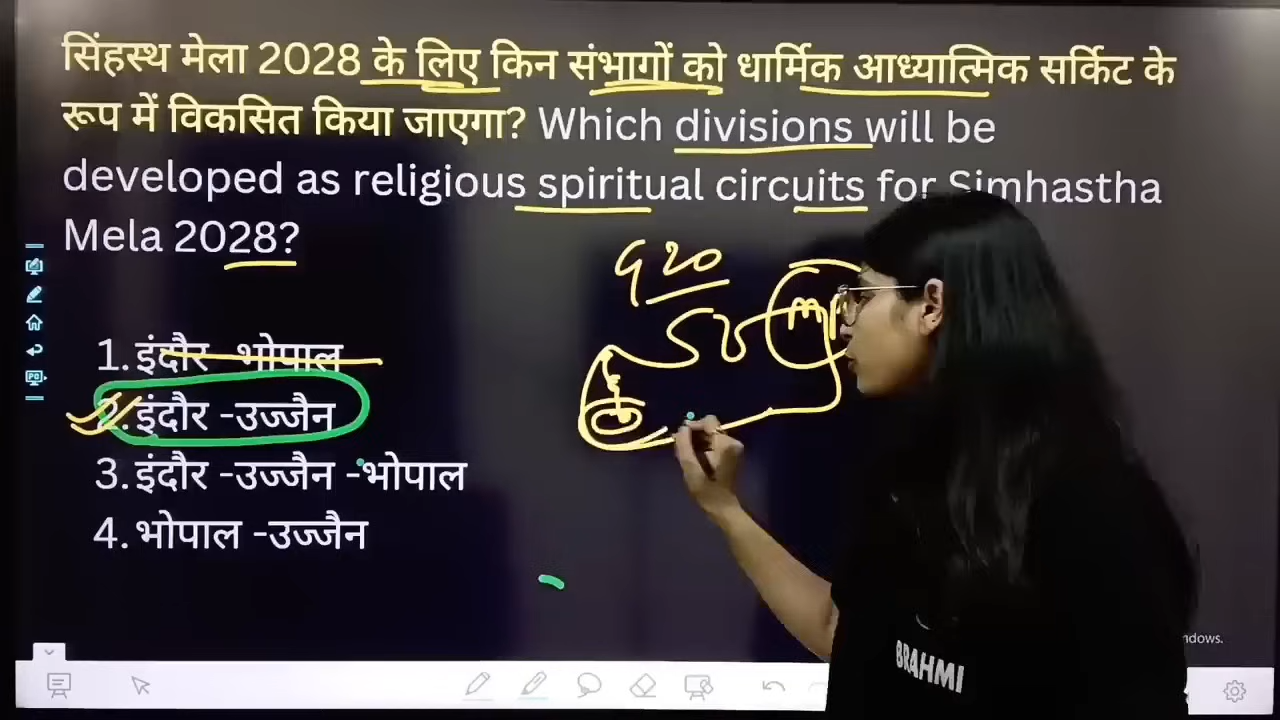 सिंहस्थ मेला 2028 के लिए किन संभागों को धार्मिक आध्यात्मिक सर्किट के
रूप में विकसित किया जाएगा? Which divisions will be
developed as religious spiritual circuits for Simhastha
Mela 2028?
G20
1. इंदौर भोपाल
2. इंदौर -उज्जैन
3. इंदौर -उज्जैन -भोपाल
4. भोपाल -उज्जैन
BRAHMI